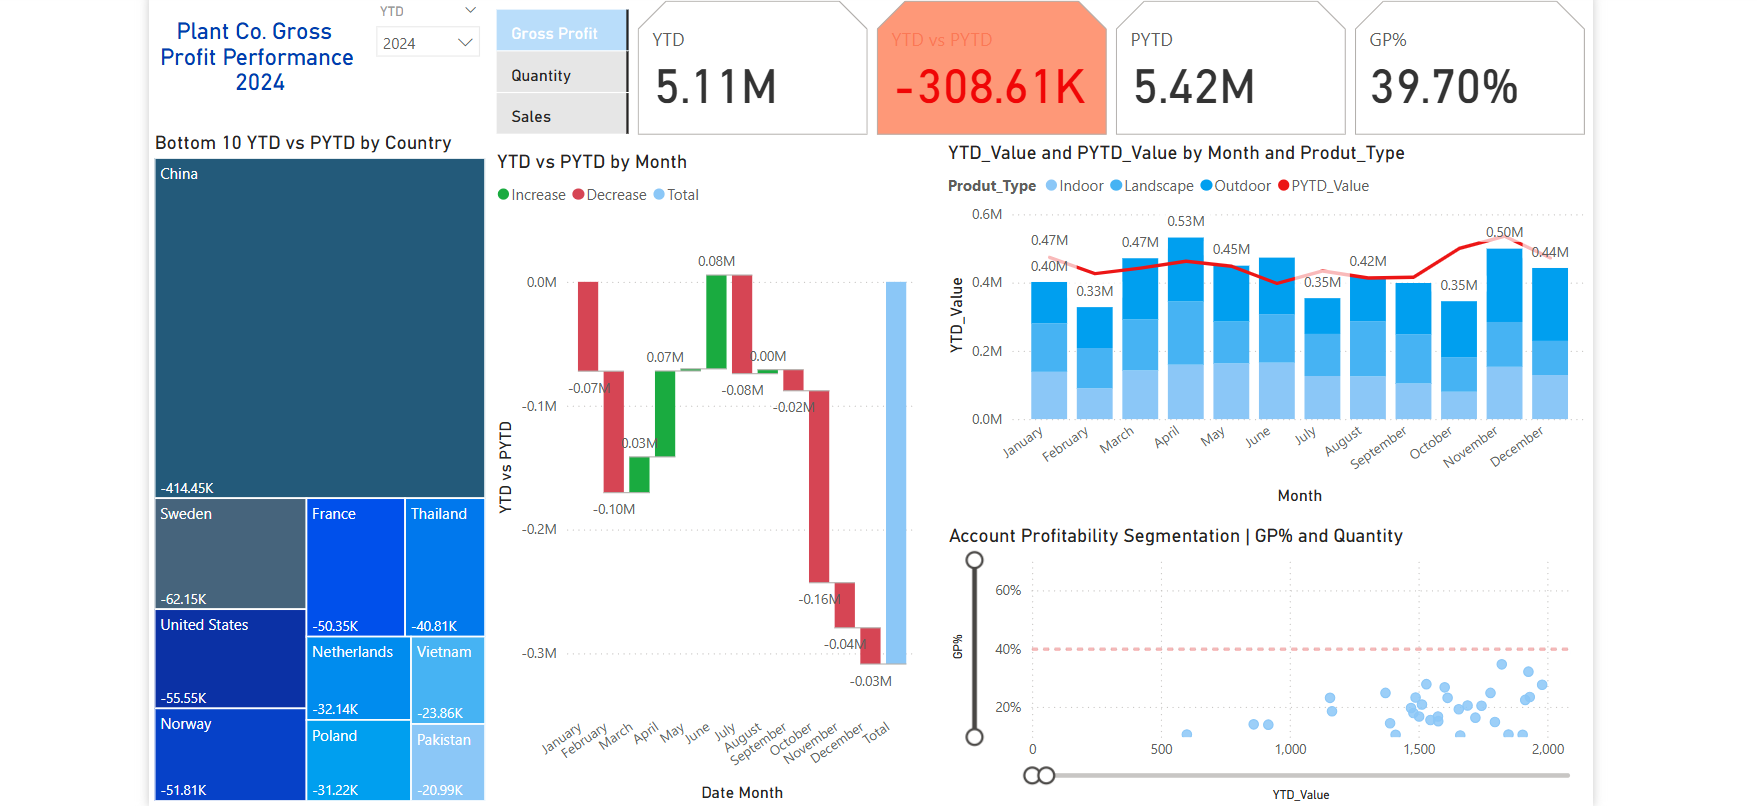 Plant Co. Gross
Profit Performance
2024
YTD
2024
Gross Profit
Quantity
Sales
YTD
5.11M
YTD vs PYTD
-308.61K
PYTD
5.42M
GP%
39.70%
Bottom 10 YTD vs PYTD by Country
China
-414.45K
Sweden
-62.15K
United States
-55.55K
Norway
-51.81K
France
-50.35K
Thailand
-40.81K
Netherlands
-32.14K
Poland
-31.22K
Vietnam
-23.86K
Pakistan
-20.99K
YTD vs PYTD by Month
Increase Decrease Total
YTD vs PYTD
0.0M
-0.1M
-0.2M
-0.3M
-0.07M
-0.10M
0.03M
0.07M
0.08M
-0.08M
0.00M
-0.02M
-0.16M
-0.04M
-0.03M
January
February
March
April
May
June
July
August
September
October
November
December
Total
Date Month
YTD_Value and PYTD_Value by Month and Produt_Type
Produt_Type Indoor Landscape Outdoor PYTD_Value
YTD_Value
0.6M
0.4M
0.2M
0.0M
0.47M
0.40M
0.33M
0.47M
0.53M
0.45M
0.35M
0.42M
0.35M
0.50M
0.44M
January
February
March
April
May
June
July
August
September
October
November
December
Month
Account Profitability Segmentation | GP% and Quantity
GP%
60%
40%
20%
0
500
1,000
1,500
2,000
YTD_Value